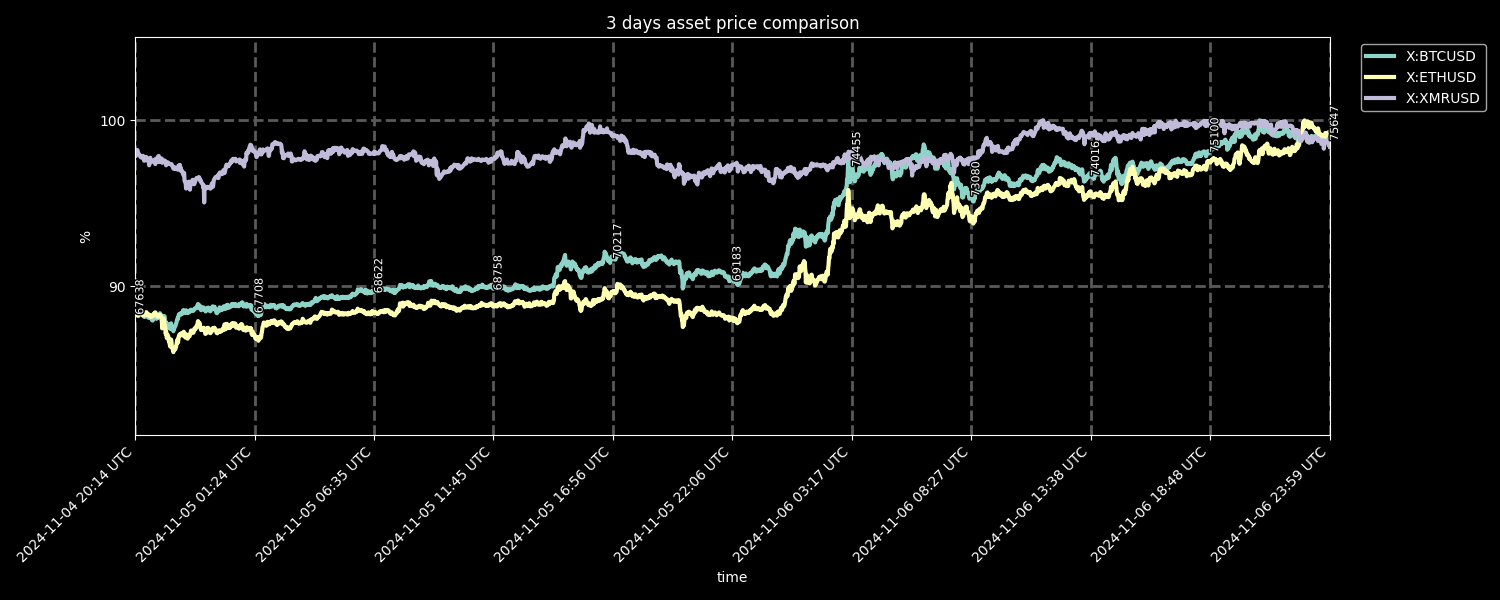 3 days asset price comparison
X:BTCUSD
X:ETHUSD
X:XMRUSD
100
90
%
67638
67708
68622
68758
70217
69183
74455
73080
74016
75100
75647
2024-11-04 20:14 UTC
2024-11-05 01:24 UTC
2024-11-05 06:35 UTC
2024-11-05 11:45 UTC
2024-11-05 16:56 UTC
2024-11-05 22:06 UTC
2024-11-06 03:17 UTC
2024-11-06 08:27 UTC
2024-11-06 13:38 UTC
2024-11-06 18:48 UTC
2024-11-06 23:59 UTC
time